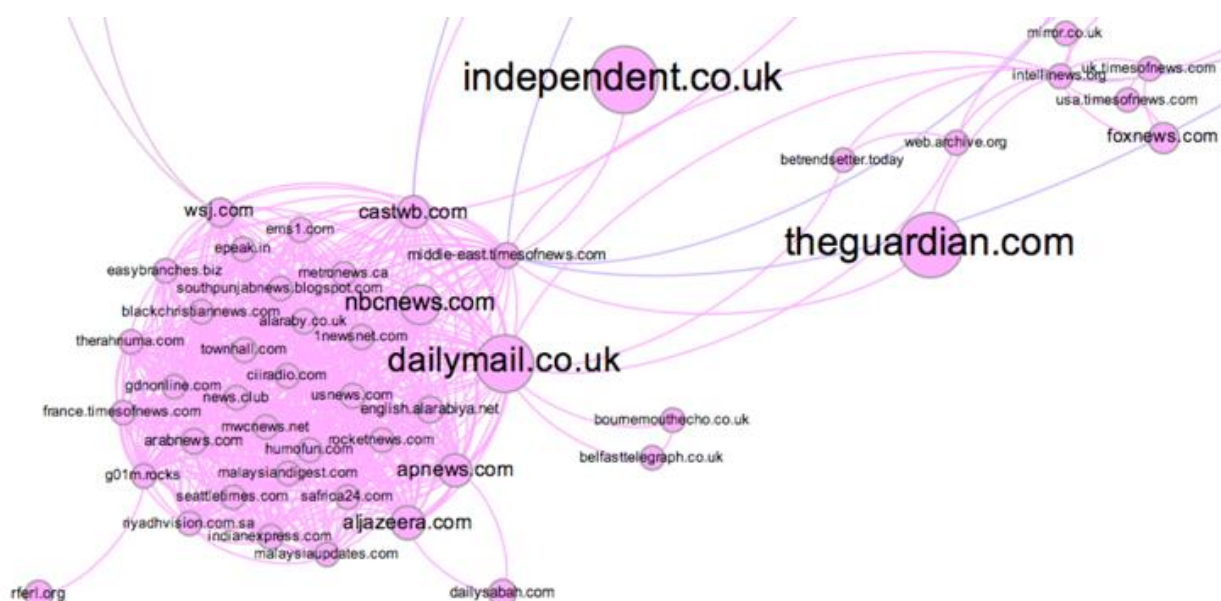 mirror.co.uk
independent.co.uk
uk.timesofnews.com
intellinews.org
usa.timesofnews.com
foxnews.com
web.archive.org
betrendsetter.today
wsj.com
castwb.com
ems1.com
theguardian.com
epeak.in
middle-east.timesofnews.com
easybranches.biz
metronews.ca
southpunjabnews.blogspot.com
nbcnews.com
blackchristiannews.com
alaraby.co.uk
1newsnet.com
therahnuma.com
townhall.com
dailymail.co.uk
ciiradio.com
gdnonline.com
news.club
usnews.com
english.alarabiya.net
france.timesofnews.com
bournemouthecho.co.uk
mwcnews.net
arabnews.com
rocketnews.com
humofun.com
belfasttelegraph.co.uk
g01m.rocks
malaysiandigest.com
apnews.com
seattletimes.com
safrica24.com
riyadhvision.com.sa
aljazeera.com
indianexpress.com
malaysiaupdates.com
rferl.org
dailysabah.com